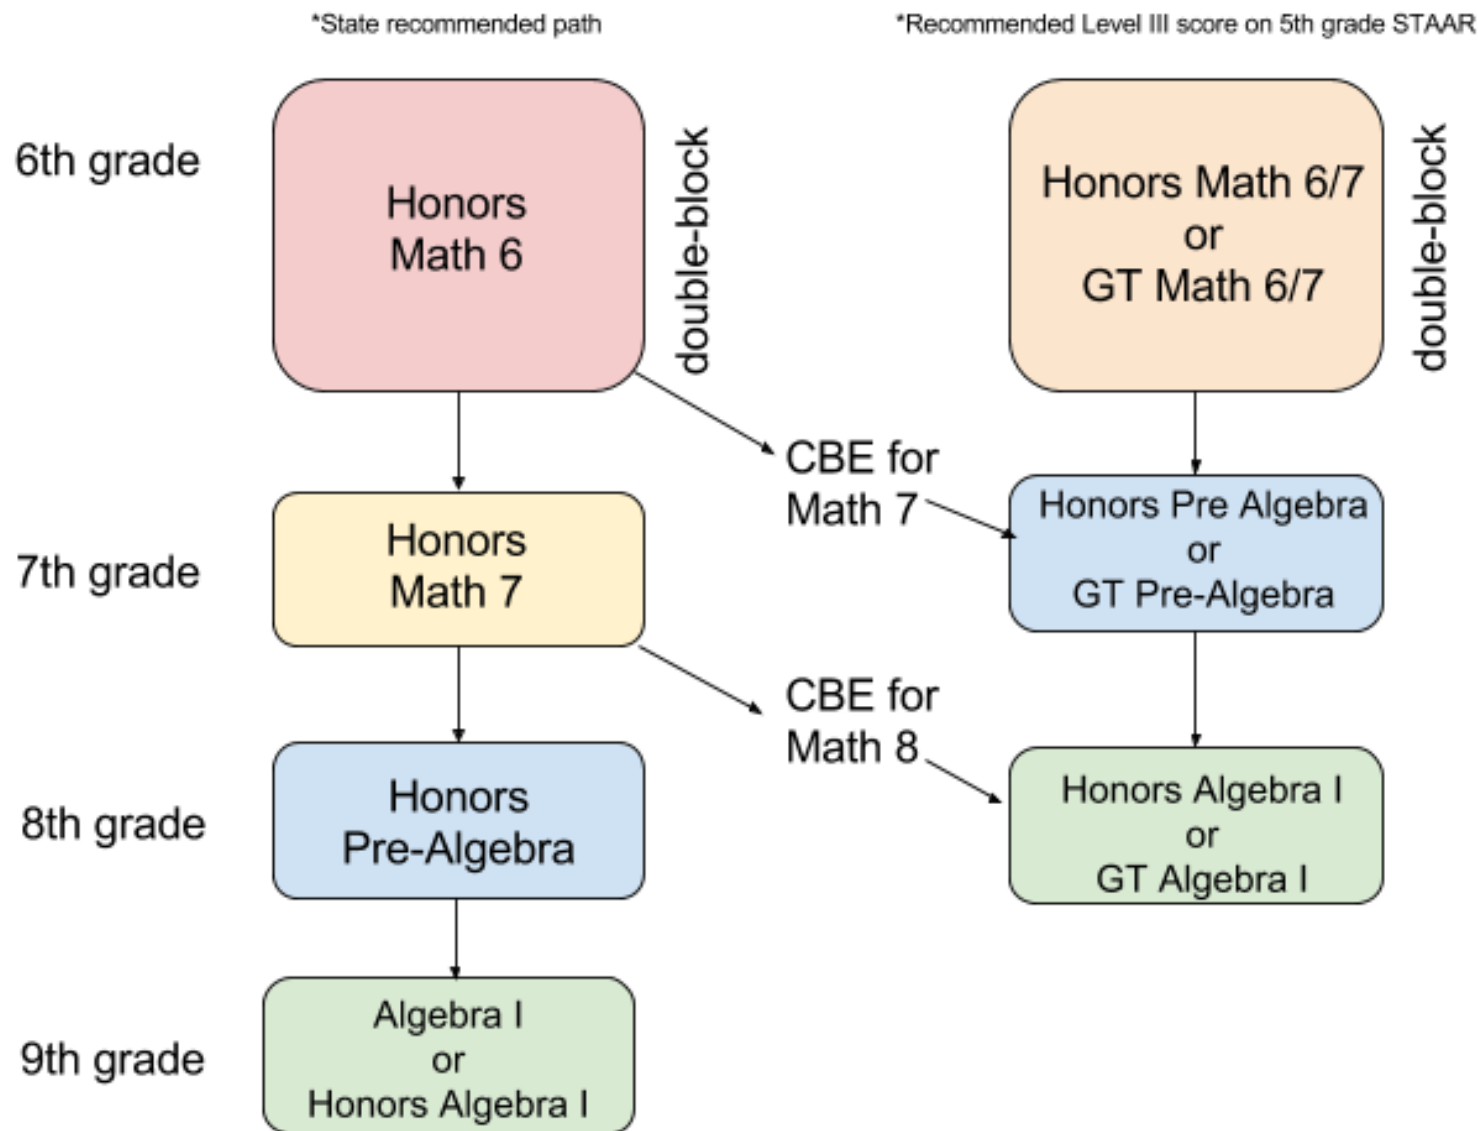 *State recommended path
*Recommended Level III score on 5th grade STAAR
6th grade
Honors
Math 6
double-block
Honors Math 6/7
or
GT Math 6/7
double-block
CBE for
Math 7
7th grade
Honors
Math 7
Honors Pre Algebra
or
GT Pre-Algebra
CBE for
Math 8
8th grade
Honors
Pre-Algebra
Honors Algebra I
or
GT Algebra I
9th grade
Algebra I
or
Honors Algebra I